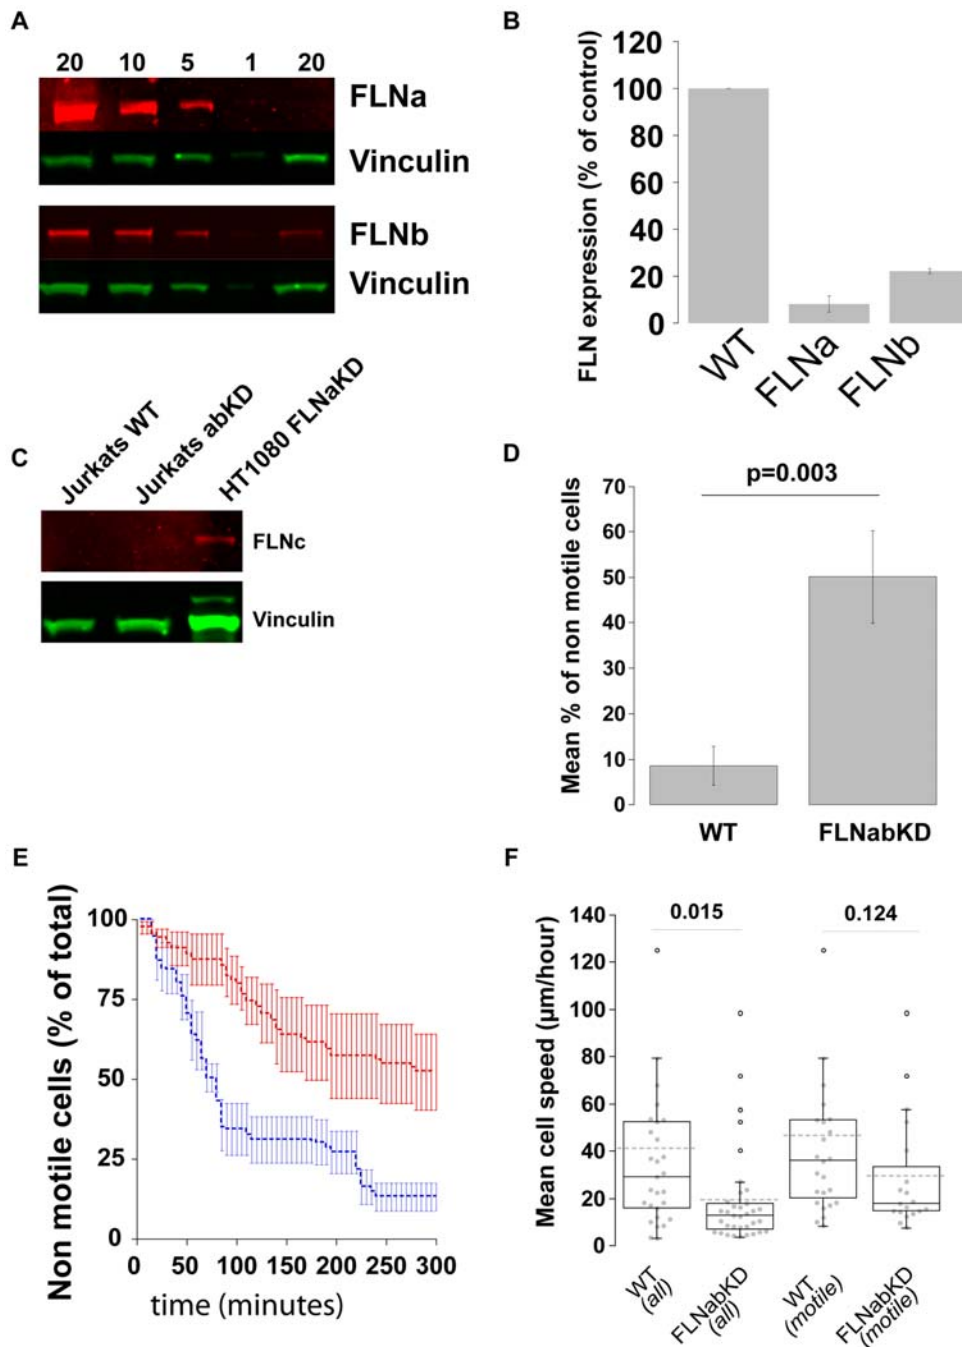 A
20 10 5 1 20
FLNa
Vinculin
FLNb
Vinculin
B
FLN expression (% of control)
120
100
80
60
40
20
0
WT
FLNa
FLNb
C
Jurkats WT
Jurkats abKD
HT1080 FLNaKD
FLNc
Vinculin
D
p=0.003
Mean % of non motile cells
70
60
50
40
30
20
10
0
WT FLNabKD
E
Non motile cells (% of total)
100
75
50
25
0
0 50 100 150 200 250 300
time (minutes)
F
Mean cell speed (μm/hour)
140
120
100
80
60
40
20
0
0.015 0.124
WT
(all)
FLNabKD
(all)
WT
(motile)
FLNabKD
(motile)